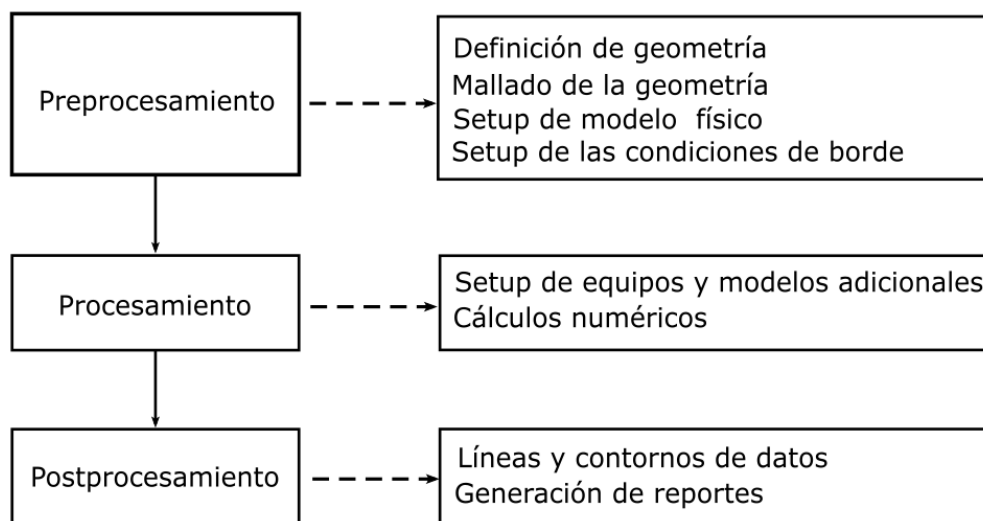 Preprocesamiento
Definición de geometría
Mallado de la geometría
Setup de modelo físico
Setup de las condiciones de borde
Procesamiento
Setup de equipos y modelos adicionales
Cálculos numéricos
Postprocesamiento
Líneas y contornos de datos
Generación de reportes